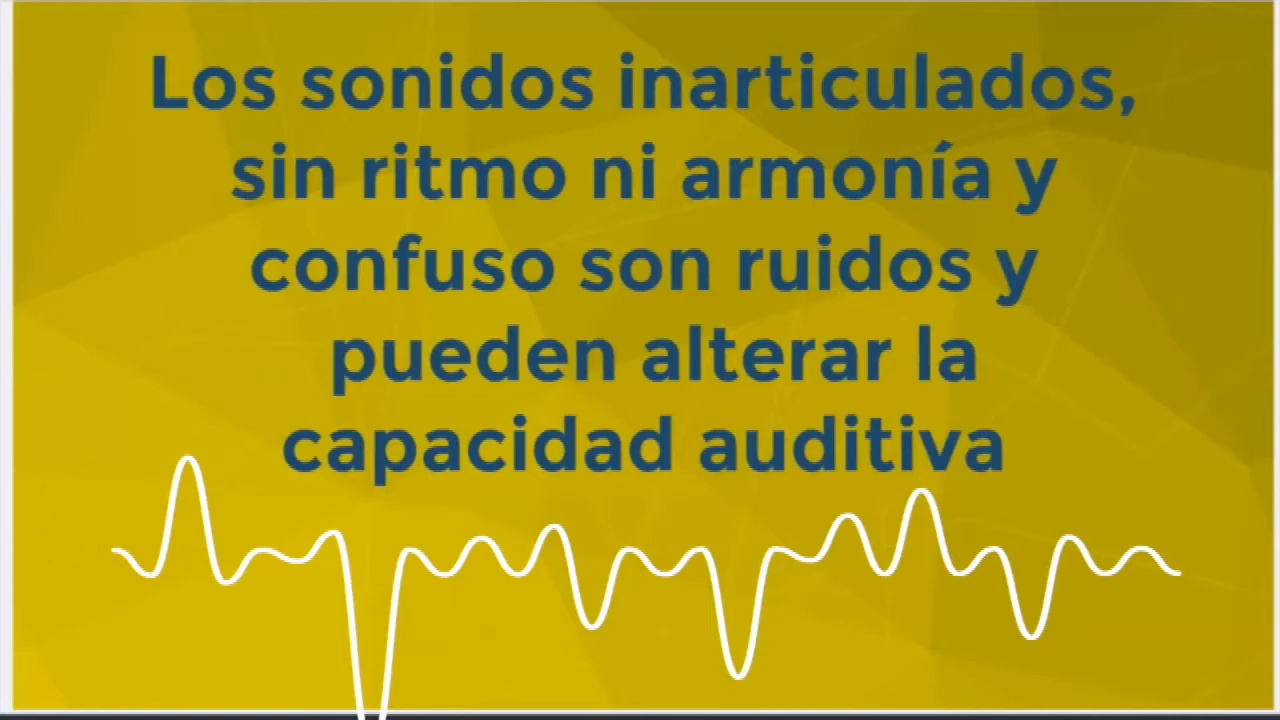 Los sonidos inarticulados,
sin ritmo ni armonía y
confuso son ruidos y
pueden alterar la
capacidad auditiva